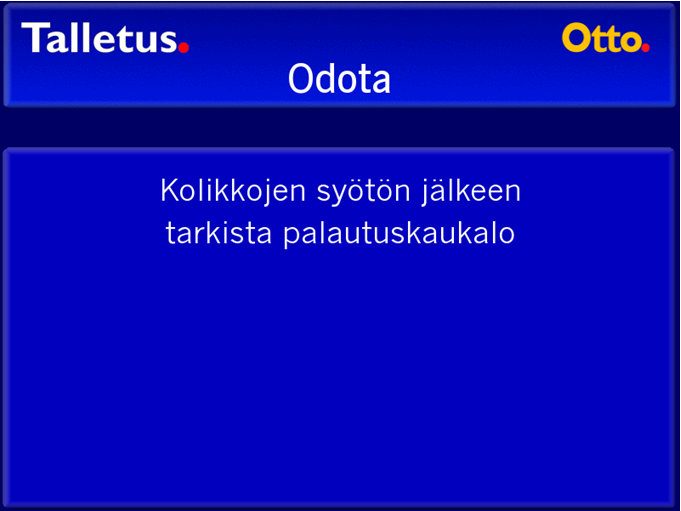 Talletus.
Otto.
Odota
Kolikkojen syötön jälkeen
tarkista palautuskaukalo